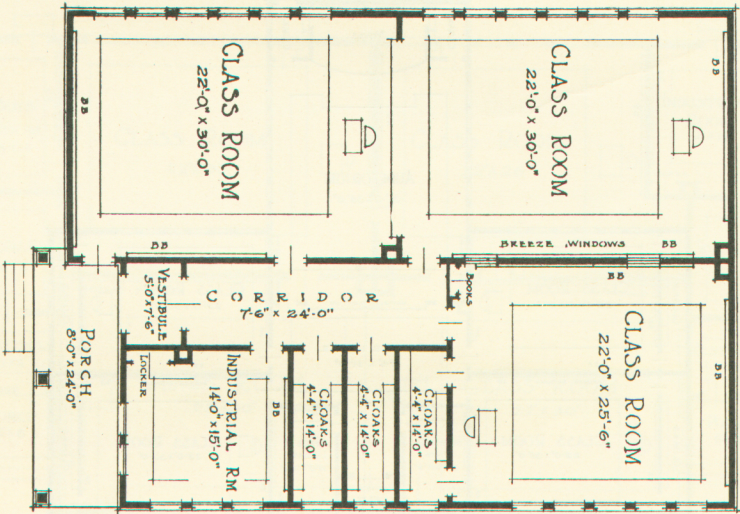 CLASS ROOM
22'-0" x 30'-0"
BB
CLASS ROOM
22'-0" x 30'-0"
BB
BB
BREEZE WINDOWS
BB
BB
VESTIBULE
5'-0" x 7'-6"
CORRIDOR
7'-6" x 24'-0"
BOOKS
CLASS ROOM
22'-0" x 25'-6"
BB
PORCH.
8'-0" x 24'-0"
LOCKER
INDUSTRIAL RM
14'-0" x 15'-0"
BB
CLOAKS
4'-4" x 14'-0"
CLOAKS
4'-4" x 14'-0"
CLOAKS
4'-4" x 14'-0"